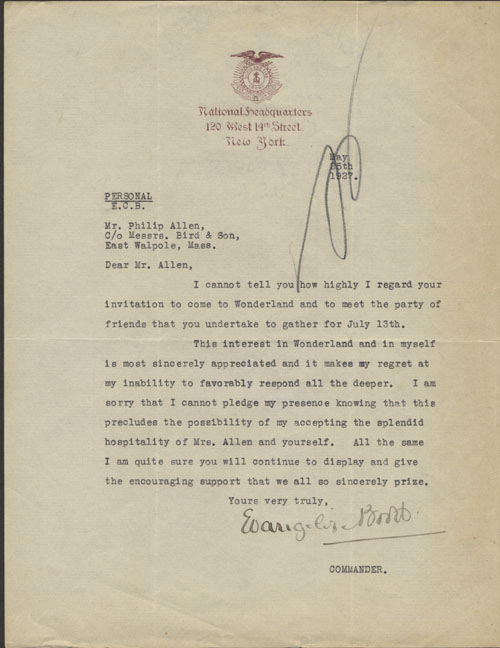 National Headquarters
120 West 14th Street
New York
May
25th
1927.
PERSONAL
E.C.B.
Mr. Philip Allen,
C/o Messrs. Bird & Son,
East Walpole, Mass.
Dear Mr. Allen,
I cannot tell you how highly I regard your
invitation to come to Wonderland and to meet the party of
friends that you undertake to gather for July 13th.
This interest in Wonderland and in myself
is most sincerely appreciated and it makes my regret at
my inability to favorably respond all the deeper. I am
sorry that I cannot pledge my presence knowing that this
precludes the possibility of my accepting the splendid
hospitality of Mrs. Allen and yourself. All the same
I am quite sure you will continue to display and give
the encouraging support that we all so sincerely prize.
Yours very truly,
Evangeline Booth.
COMMANDER.